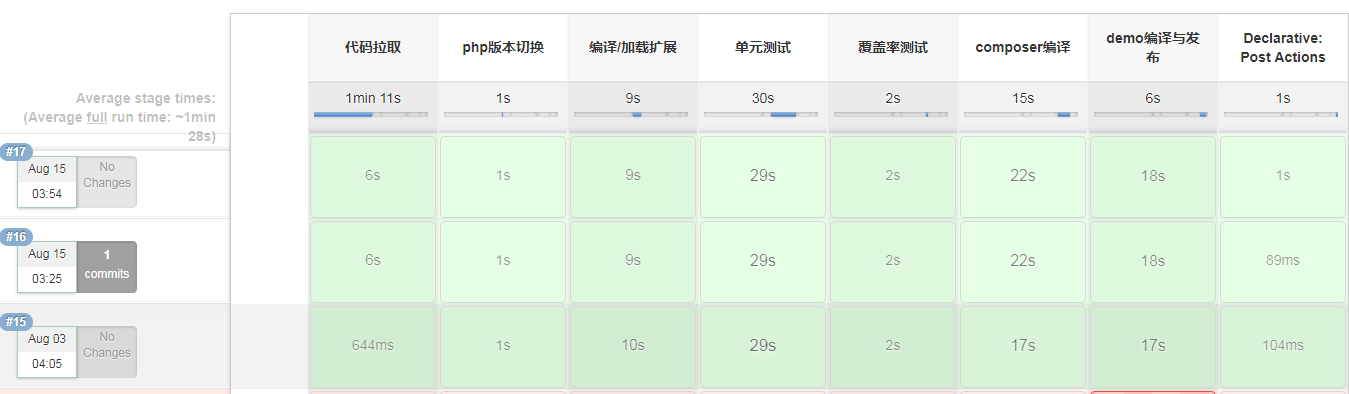 代码拉取
php版本切换
编译/加载扩展
单元测试
覆盖率测试
composer编译
demo编译与发
布
Declarative:
Post Actions
Average stage times:
(Average full run time: ~1min
28s)
1min 11s
1s
9s
30s
2s
15s
6s
1s
#17
Aug 15
03:54
No
Changes
6s
1s
9s
29s
2s
22s
18s
1s
#16
Aug 15
03:25
1
commits
6s
1s
9s
29s
2s
22s
18s
89ms
#15
Aug 03
04:05
No
Changes
644ms
1s
10s
29s
2s
17s
17s
104ms